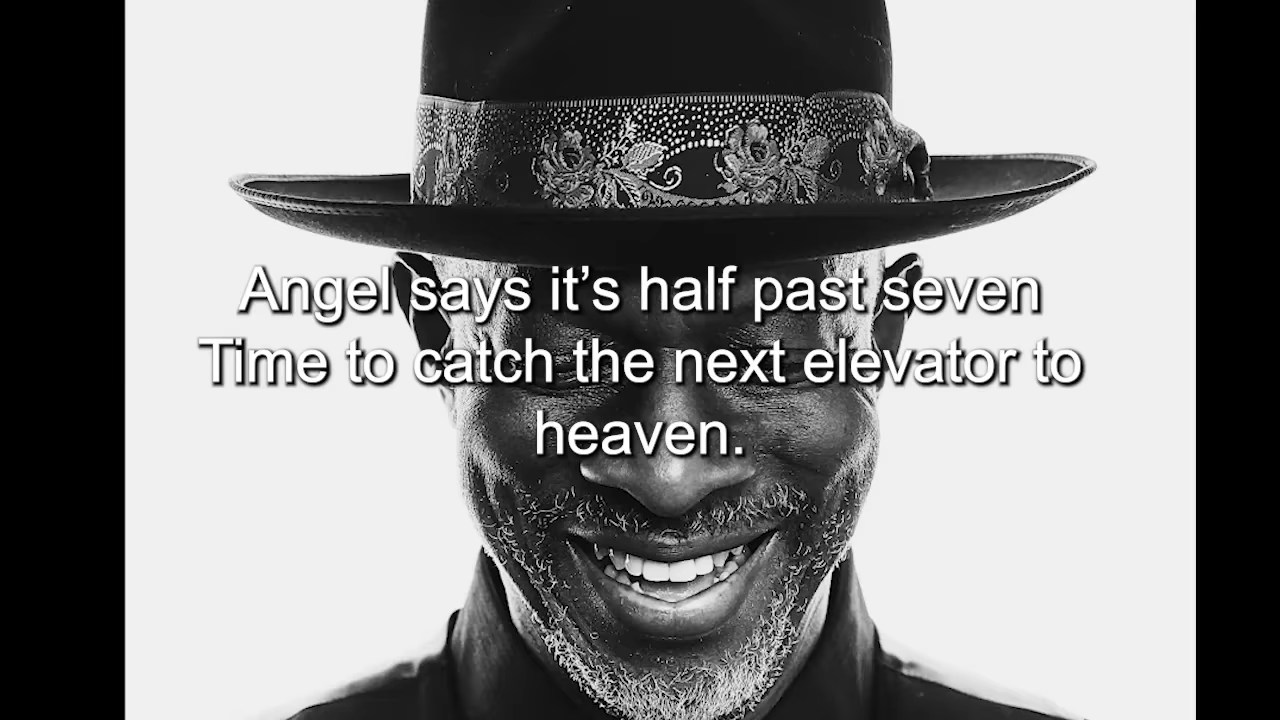 Angel says it’s half past seven
Time to catch the next elevator to
heaven.